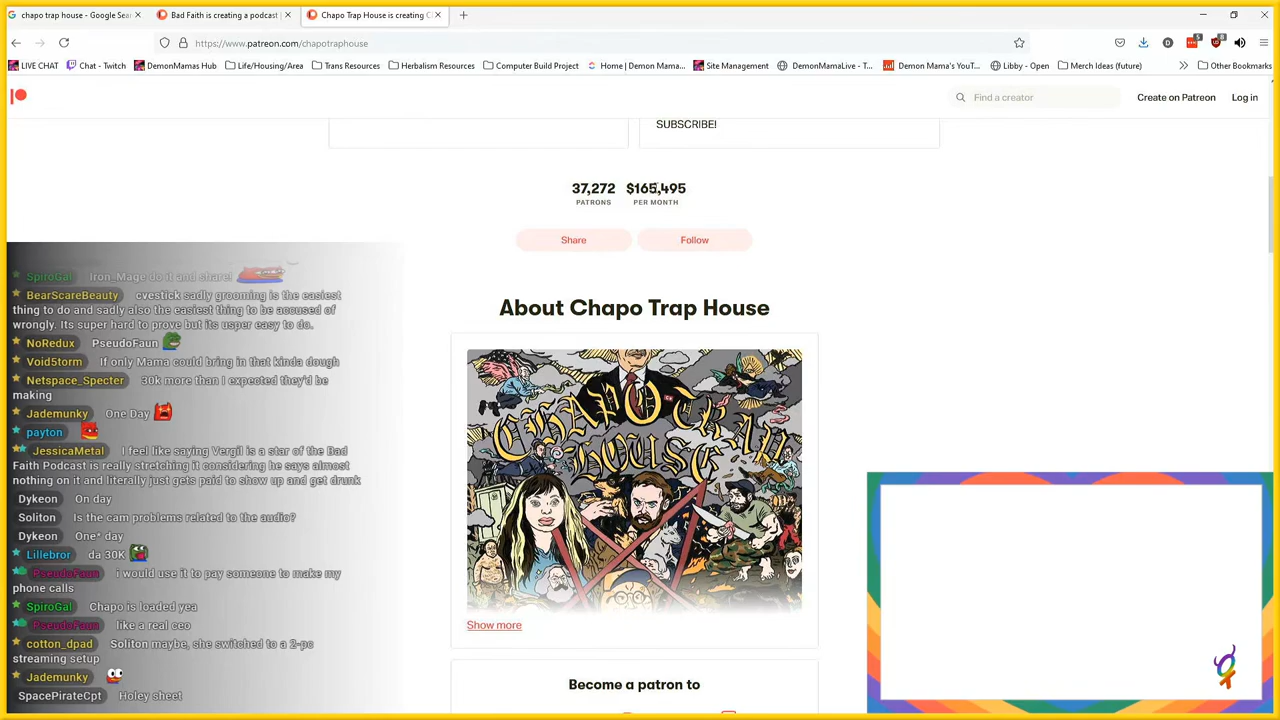 chapo trap house - Google Sear
Bad Faith is creating a podcast
Chapo Trap House is creating C
https://www.patreon.com/chapotraphouse
LIVE CHAT
Chat - Twitch
DemonMamas Hub
Life/Housing/Area
Trans Resources
Herbalism Resources
Computer Build Project
Home | Demon Mama...
Site Management
DemonMamaLive - T...
Demon Mama's YouT...
Libby - Open
Merch Ideas (future)
Other Bookmarks
Find a creator
Create on Patreon
Log in
SUBSCRIBE!
37,272 $165,495
PATRONS PER MONTH
Share
Follow
About Chapo Trap House
CHAPO TRAP
HOUSE
Show more
Become a patron to
SpiroGal Iron_Mage do it and share!
BearScareBeauty cvestick sadly grooming is the easiest
thing to do and sadly also the easiest thing to be accused of
wrongly. Its super hard to prove but its usper easy to do.
NoRedux PseudoFaun
Void5torm If only Mama could bring in that kinda dough
Netspace_Specter 30k more than I expected they'd be
making
Jademunky One Day
payton
JessicaMetal I feel like saying Vergil is a star of the Bad
Faith Podcast is really stretching it considering he says almost
nothing on it and literally just gets paid to show up and get drunk
Dykeon On day
Soliton Is the cam problems related to the audio?
Dykeon One* day
Lillebror da 30K
PseudoFaun i would use it to pay someone to make my
phone calls
SpiroGal Chapo is loaded yea
PseudoFaun like a real ceo
cotton_dpad Soliton maybe, she switched to a 2-pc
streaming setup
Jademunky
SpacePirateCpt Holey sheet